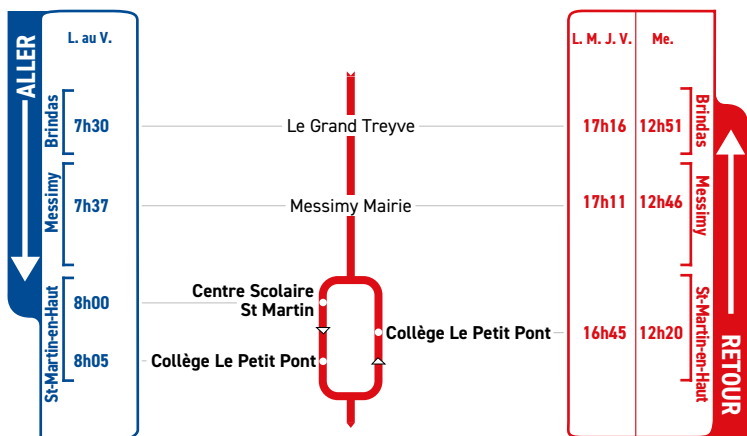 ALLER
L. au V.
L. M. J. V.
Me.
Brindas
7h30
Le Grand Treyve
17h16
12h51
Brindas
Messimy
7h37
Messimy Mairie
17h11
12h46
Messimy
St-Martin-en-Haut
8h00
Centre Scolaire
St Martin
Collège Le Petit Pont
16h45
12h20
St-Martin-en-Haut
8h05
Collège Le Petit Pont
RETOUR